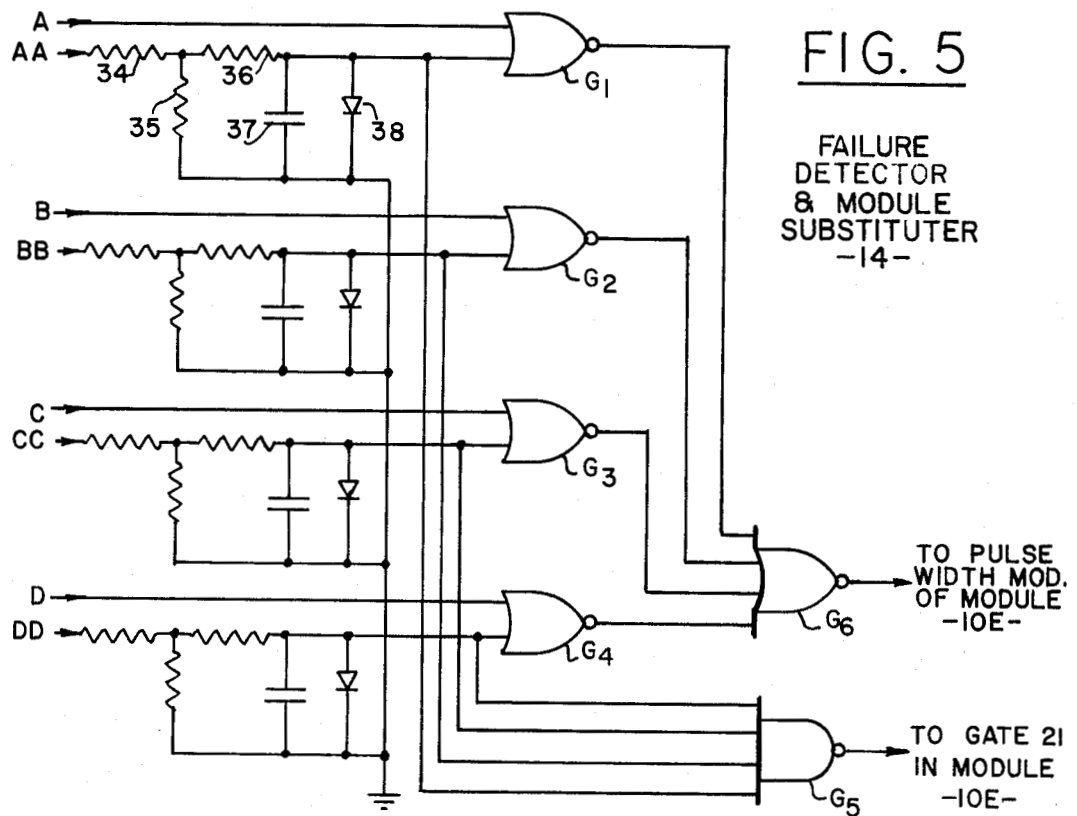 FIG. 5
FAILURE
DETECTOR
& MODULE
SUBSTITUTER
-14-
A
AA
34
36
35
37
38
G1
B
BB
G2
C
CC
G3
D
DD
G4
TO PULSE
WIDTH MOD.
OF MODULE
-10E-
G6
TO GATE 21
IN MODULE
-10E-
G5